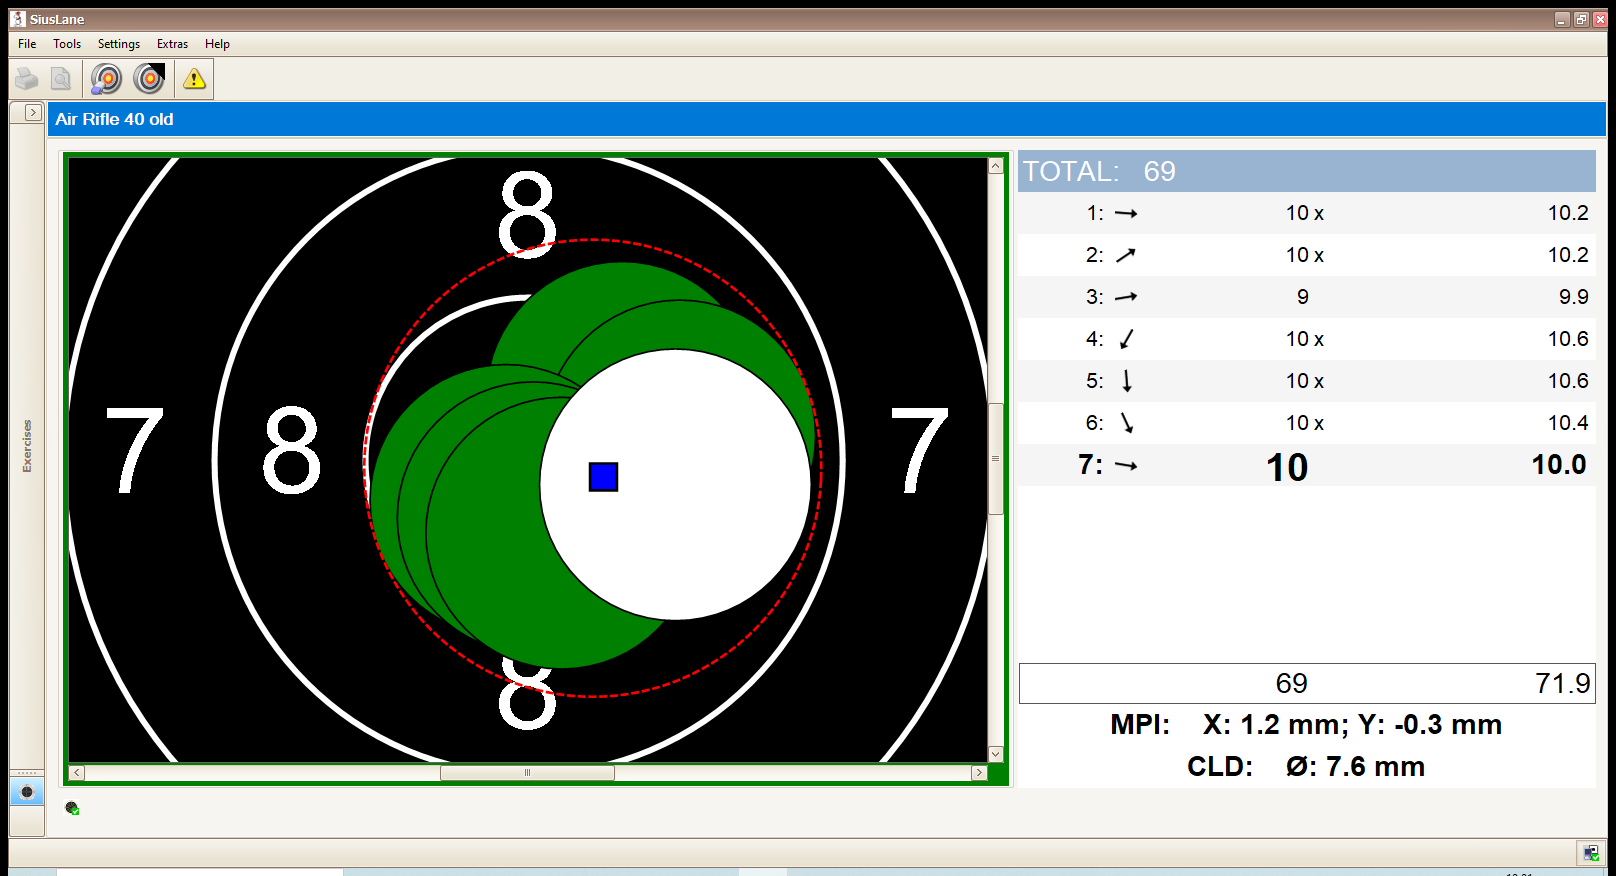 SiusLane
File Tools Settings Extras Help
Air Rifle 40 old
Exercises
8
7 8 7
8
TOTAL: 69
1: 10 x 10.2
2: 10 x 10.2
3: 9 9.9
4: 10 x 10.6
5: 10 x 10.6
6: 10 x 10.4
7: 10 10.0
69 71.9
MPI: X: 1.2 mm; Y: -0.3 mm
CLD: Ø: 7.6 mm